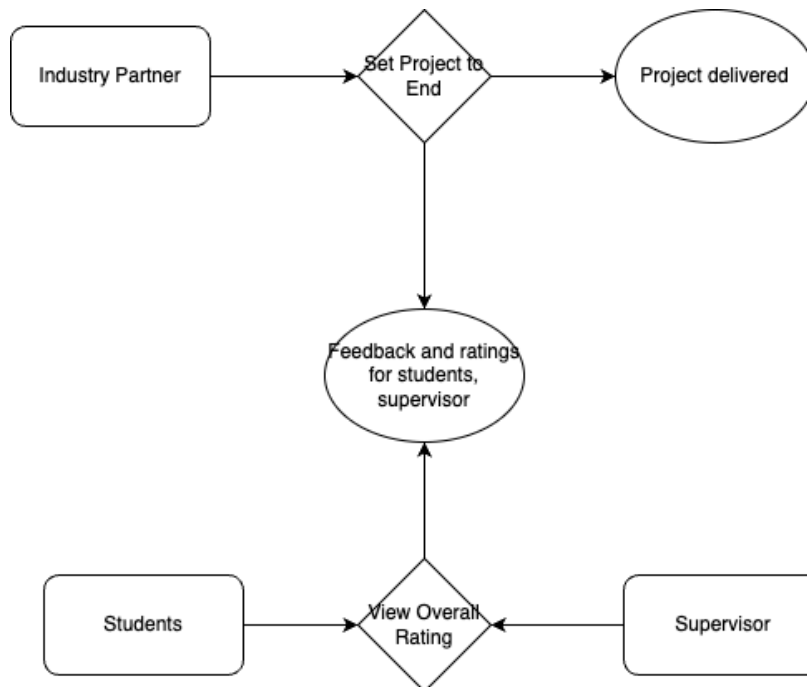 Industry Partner
Set Project to
End
Project delivered
Feedback and ratings
for students,
supervisor
Students
View Overall
Rating
Supervisor